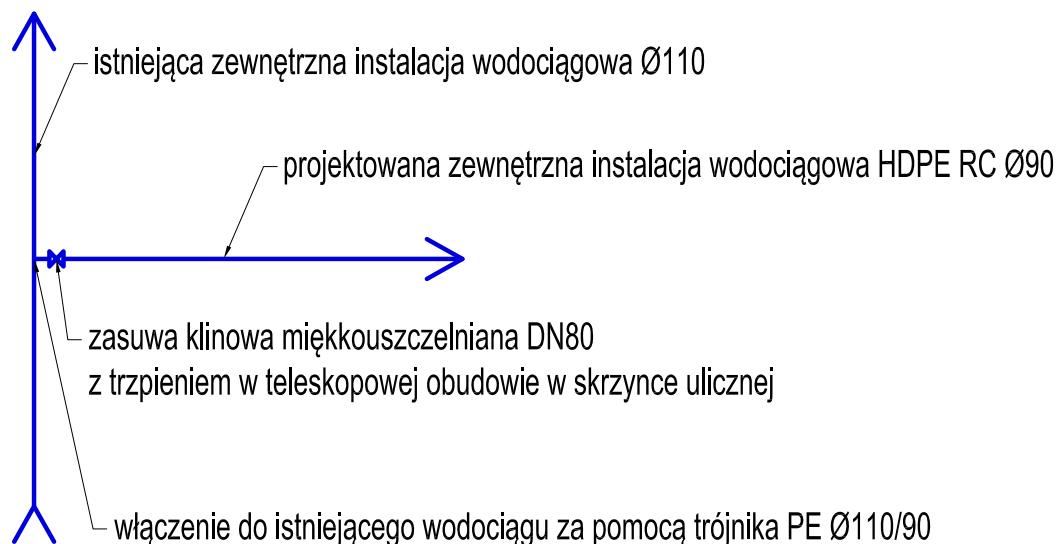 istniejąca zewnętrzna instalacja wodociągowa Ø110
projektowana zewnętrzna instalacja wodociągowa HDPE RC Ø90
zasuwa klinowa miękkouszczelniana DN80
z trzpieniem w teleskopowej obudowie w skrzynce ulicznej
włączenie do istniejącego wodociągu za pomocą trójnika PE Ø110/90